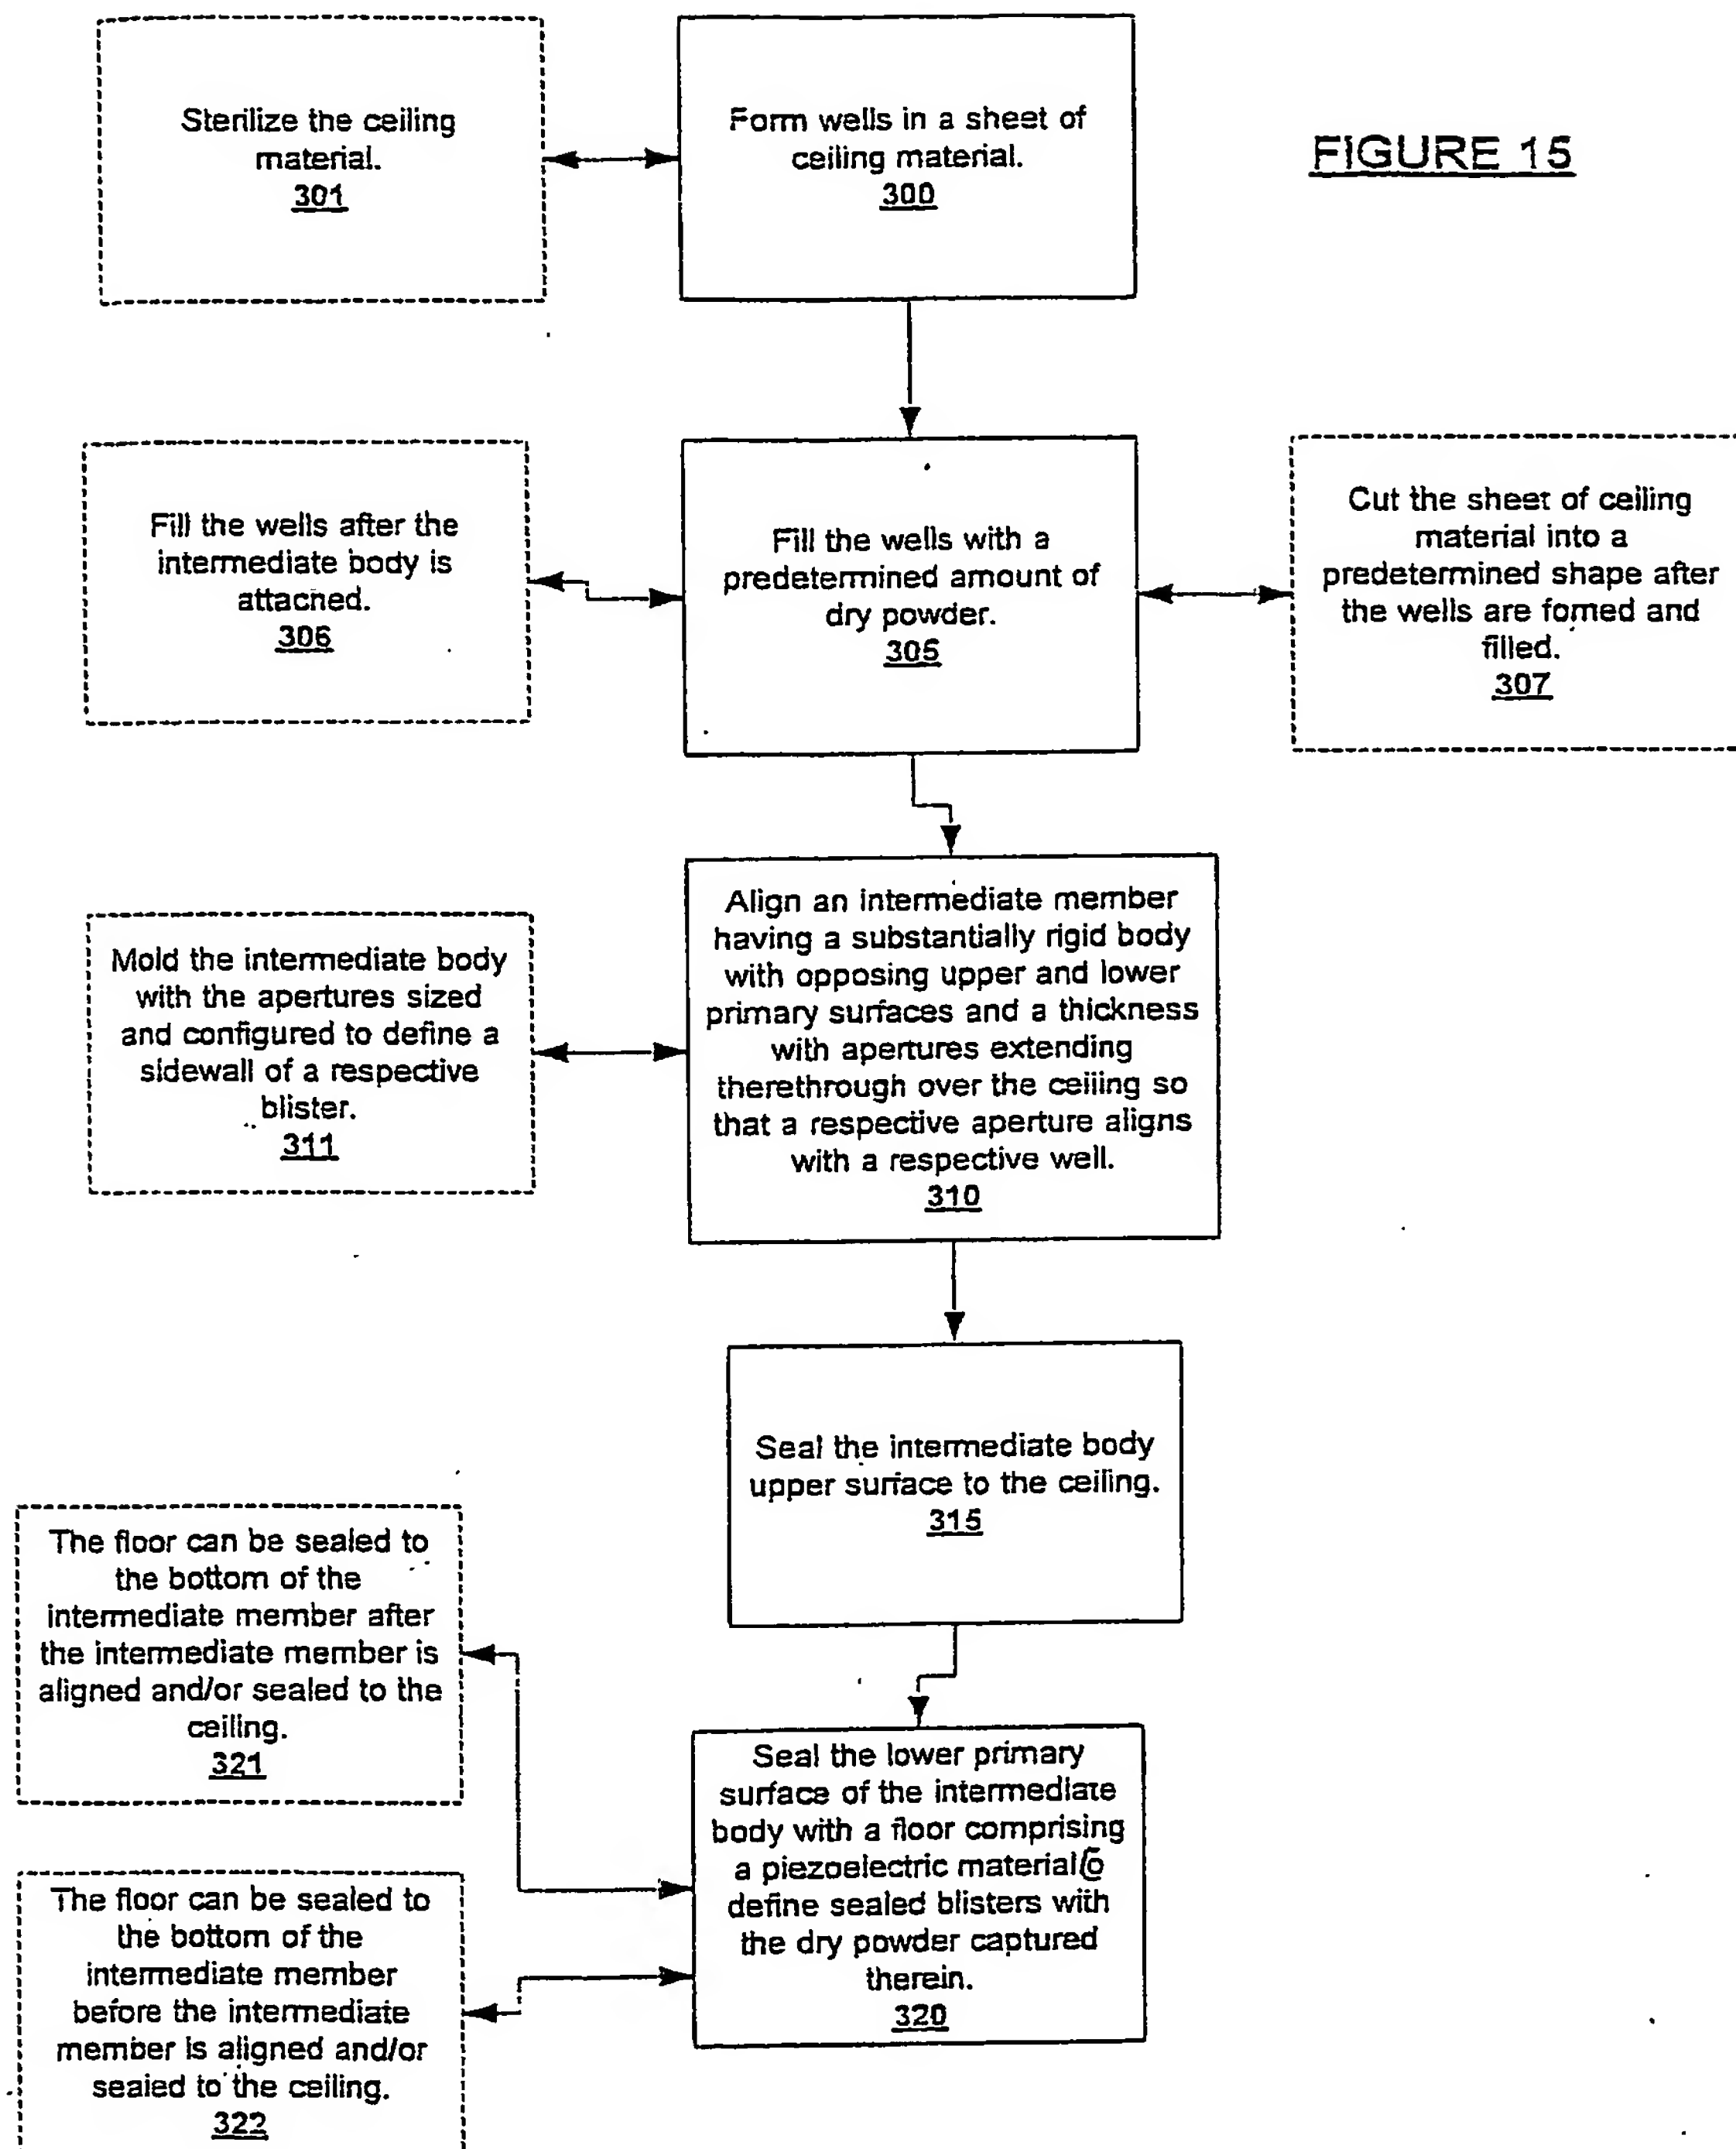 Sterilize the ceiling
material.
301
Form wells in a sheet of
ceiling material.
300
FIGURE 15
Fill the wells after the
intermediate body is
attached.
306
Fill the wells with a
predetermined amount of
dry powder.
305
Cut the sheet of ceiling
material into a
predetermined shape after
the wells are fomed and
filled.
307
Mold the intermediate body
with the apertures sized
and configured to define a
sidewall of a respective
blister.
311
Align an intermediate member
having a substantially rigid body
with opposing upper and lower
primary surfaces and a thickness
with apertures extending
therethrough over the ceiling so
that a respective aperture aligns
with a respective well.
310
Seal the intermediate body
upper surface to the ceiling.
315
The floor can be sealed to
the bottom of the
intermediate member after
the intermediate member is
aligned and/or sealed to the
ceiling.
321
Seal the lower primary
surface of the intermediate
body with a floor comprising
a piezoelectric material
define sealed blisters with
the dry powder captured
therein.
320
The floor can be sealed to
the bottom of the
intermediate member
before the intermediate
member is aligned and/or
sealed to the ceiling.
322